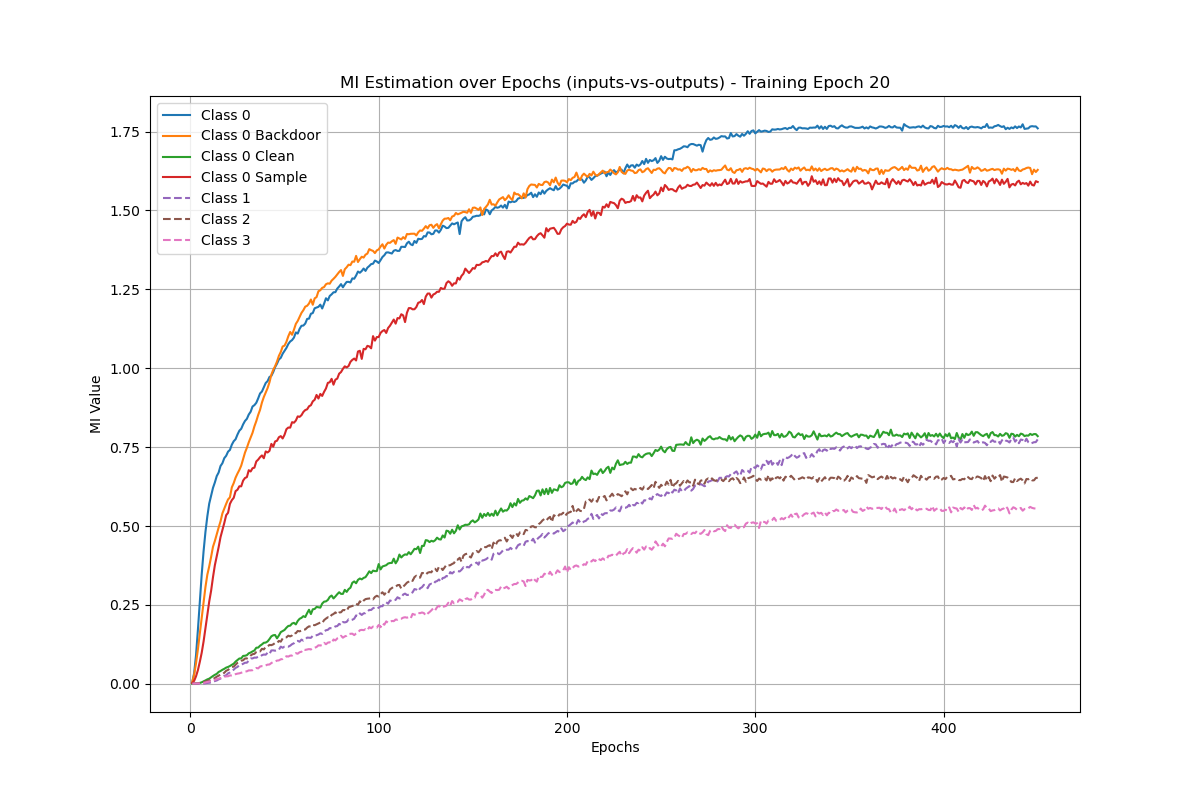 MI Estimation over Epochs (inputs-vs-outputs) - Training Epoch 20
Class 0
Class 0 Backdoor
Class 0 Clean
Class 0 Sample
Class 1
Class 2
Class 3
MI Value
1.75
1.50
1.25
1.00
0.75
0.50
0.25
0.00
0 100 200 300 400
Epochs